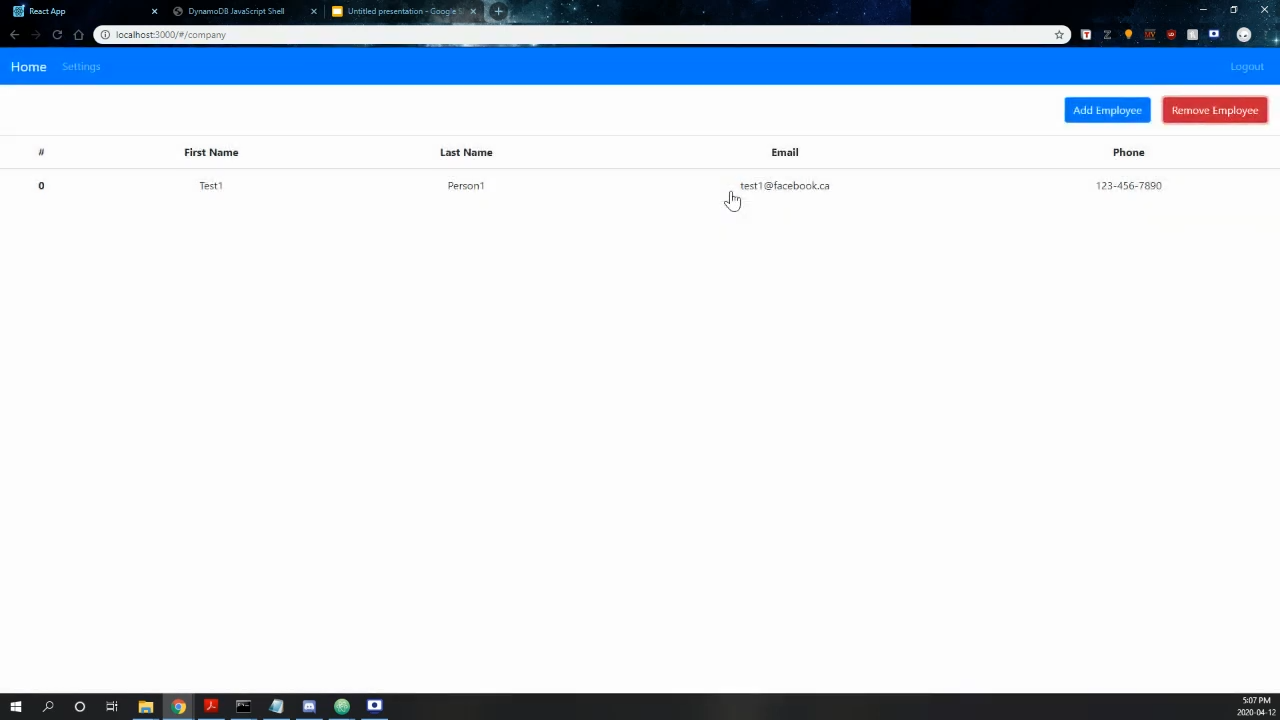 React App
DynamoDB JavaScript Shell
Untitled presentation - Google
localhost:3000/#/company
Home Settings Logout
Add Employee Remove Employee
# First Name Last Name Email Phone
0 Test1 Person1 test1@facebook.ca 123-456-7890
5:07 PM
2020-04-12